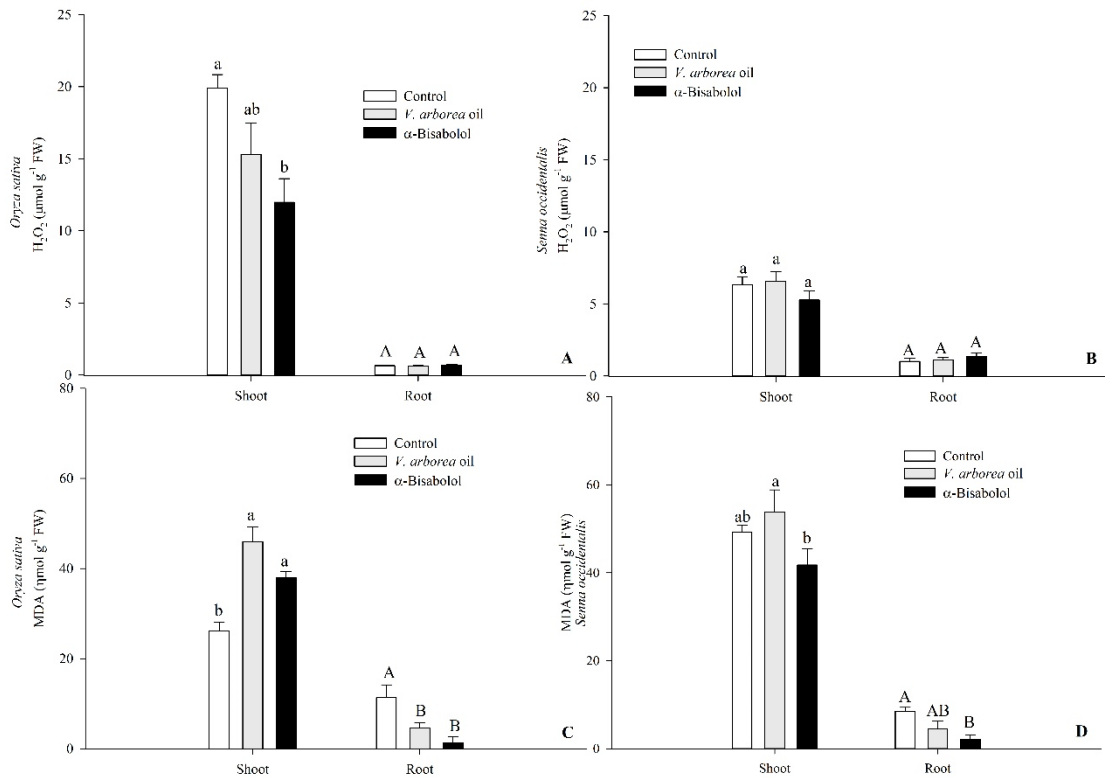 25
20
15
10
5
0
Oryza sativa
H₂O₂ (μmol g⁻¹ FW)
a
ab
b
A
A
A
Control
V. arborea oil
α-Bisabolol
Shoot
Root
A
25
20
15
10
5
0
Senna occidentalis
H₂O₂ (μmol g⁻¹ FW)
Control
V. arborea oil
α-Bisabolol
a
a
a
A
A
A
Shoot
Root
B
80
60
40
20
0
Oryza sativa
MDA (ηmol g⁻¹ FW)
Control
V. arborea oil
α-Bisabolol
b
a
a
A
B
B
Shoot
Root
C
80
60
40
20
0
MDA (ηmol g⁻¹ FW)
Senna occidentalis
Control
V. arborea oil
α-Bisabolol
ab
a
b
A
AB
B
Shoot
Root
D